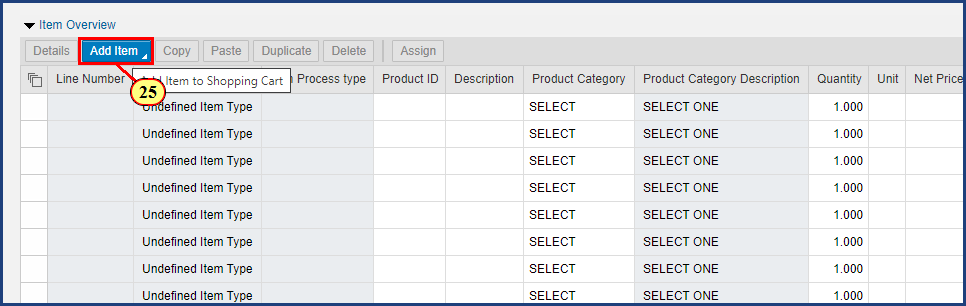 Item Overview
Details Add Item Copy Paste Duplicate Delete Assign
Line Number Item to Shopping Cart Process type Product ID Description Product Category Product Category Description Quantity Unit Net Price
25
Undefined Item Type SELECT SELECT ONE 1.000
Undefined Item Type SELECT SELECT ONE 1.000
Undefined Item Type SELECT SELECT ONE 1.000
Undefined Item Type SELECT SELECT ONE 1.000
Undefined Item Type SELECT SELECT ONE 1.000
Undefined Item Type SELECT SELECT ONE 1.000
Undefined Item Type SELECT SELECT ONE 1.000
Undefined Item Type SELECT SELECT ONE 1.000